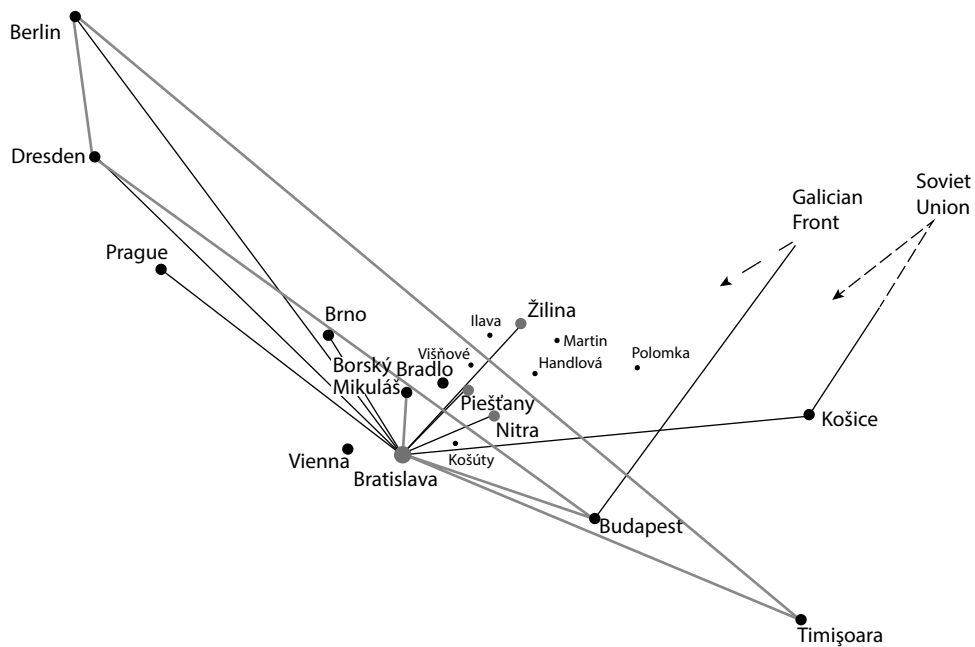 Berlin
Dresden
Galician
Front
Soviet
Union
Prague
Brno
Ilava
Žilina
Martin
Višňové
Handlová
Polomka
Borský
Mikuláš
Bradlo
Piešťany
Nitra
Košice
Vienna
Košúty
Bratislava
Budapest
Timişoara